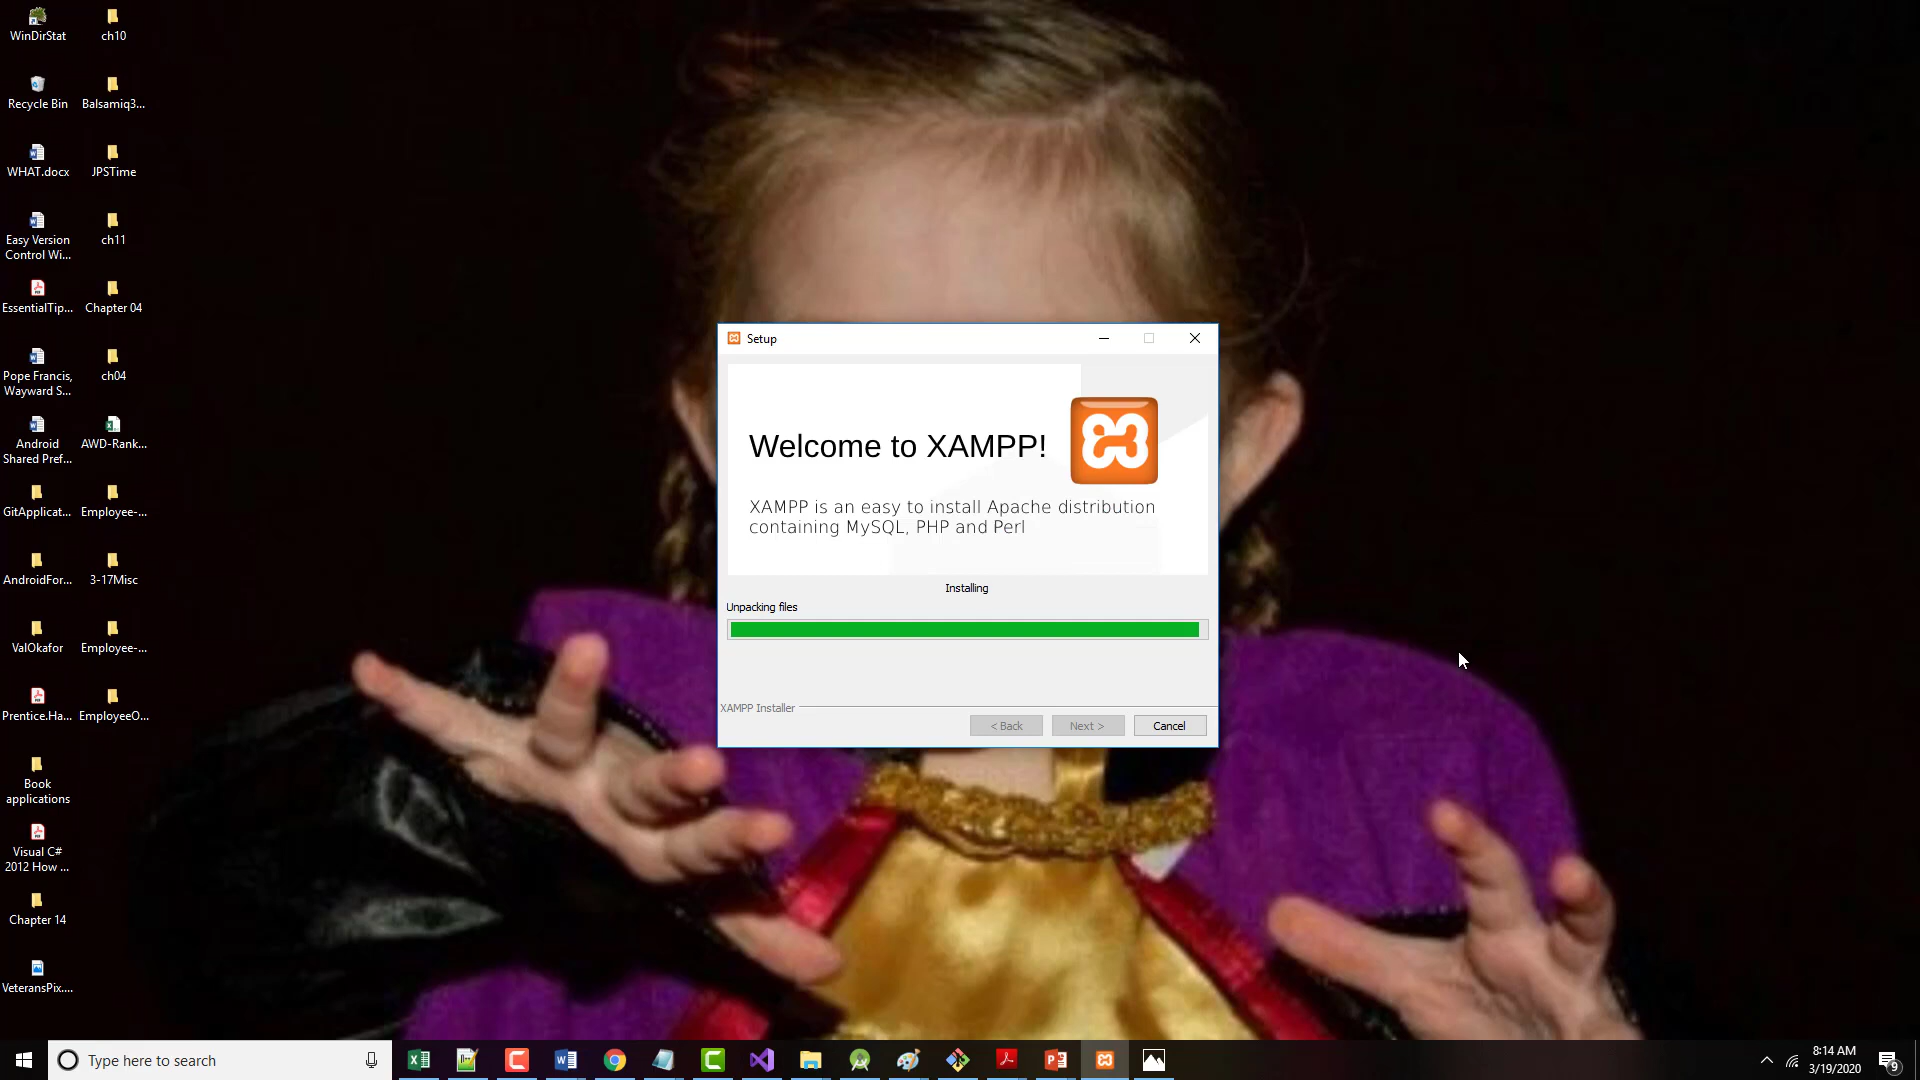 WinDirStat
ch10
Recycle Bin
Balsamiq3...
WHAT.docx
JPSTime
Easy Version
Control Wi...
ch11
EssentialTip...
Chapter 04
Pope Francis,
Wayward S...
ch04
Android
Shared Pref...
AWD-Rank...
GitApplicat...
Employee-...
AndroidFor...
3-17Misc
ValOkafor
Employee-...
Prentice.Ha...
EmployeeO...
Book
applications
Visual C#
2012 How ...
Chapter 14
VeteransPix....
Setup
Welcome to XAMPP!
XAMPP is an easy to install Apache distribution
containing MySQL, PHP and Perl
Installing
Unpacking files
XAMPP Installer
< Back
Next >
Cancel
Type here to search
8:14 AM
3/19/2020
9